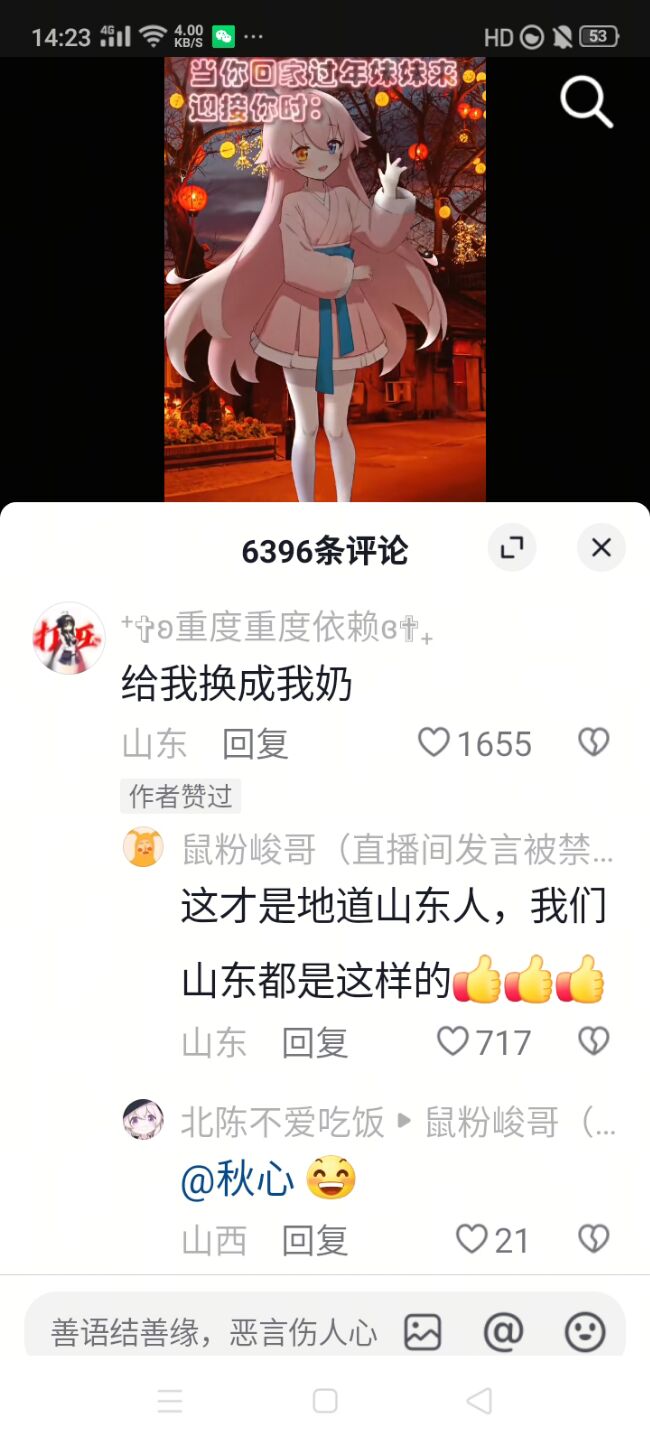 14:23 4G 4.00 KB/S ... HD 53
当你回家过年妹妹来
迎接你时：
6396条评论
⁺✞ʚ重度重度依赖ɞ✟₊
给我换成我奶
山东 回复 1655
作者赞过
鼠粉峻哥（直播间发言被禁...
这才是地道山东人，我们
山东都是这样的👍👍👍
山东 回复 717
北陈不爱吃饭 ▶ 鼠粉峻哥（...
@秋心 😄
山西 回复 21
善语结善缘，恶言伤人心